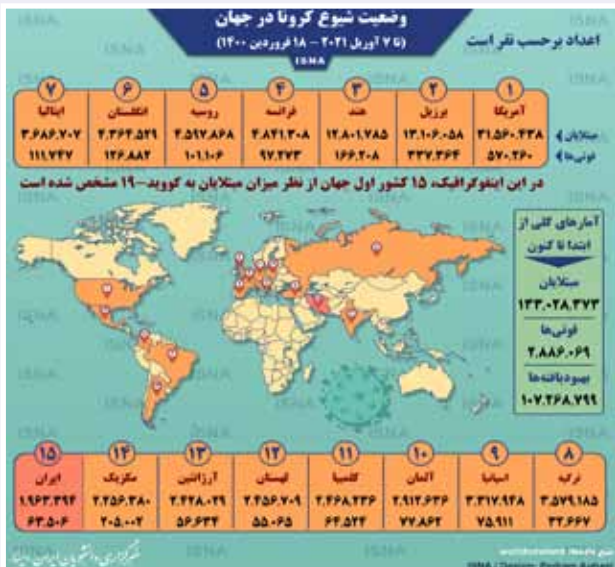 وضعیت شیوع کرونا در جهان
(تا ۷ آوریل ۲۰۲۱ – ۱۸ فروردین ۱۴۰۰)
ISNA
اعداد برحسب نفر است
۱ ۲ ۳ ۴ ۵ ۶ ۷
آمریکا برزیل هند فرانسه روسیه انگلستان ایتالیا
مبتلایان ۳۱.۵۶۰.۴۳۸ ۱۳.۱۰۶.۰۵۸ ۱۲.۸۰۱.۷۸۵ ۴.۸۴۱.۳۰۸ ۴.۵۹۷.۸۶۸ ۴.۳۶۴.۵۲۹ ۳.۶۸۶.۷۰۷
فوتی‌ها ۵۷۰.۲۶۰ ۳۳۷.۳۶۴ ۱۶۶.۲۰۸ ۹۷.۲۷۳ ۱۰۱.۱۰۶ ۱۲۶.۸۸۲ ۱۱۱.۷۴۷
در این اینفوگرافیک، ۱۵ کشور اول جهان از نظر میزان مبتلایان به کووید–۱۹ مشخص شده است
آمارهای کلی از
ابتدا تا کنون
مبتلایان
۱۳۳.۰۲۸.۳۷۳
فوتی‌ها
۲.۸۸۶.۰۶۹
بهبودیافته‌ها
۱۰۷.۲۶۸.۷۹۹
۸ ۹ ۱۰ ۱۱ ۱۲ ۱۳ ۱۴ ۱۵
ترکیه اسپانیا آلمان کلمبیا لهستان آرژانتین مکزیک ایران
۳.۵۷۹.۱۸۵ ۳.۳۱۷.۹۴۸ ۲.۹۱۲.۶۳۶ ۲.۴۶۸.۲۳۶ ۲.۴۵۶.۷۰۹ ۲.۴۲۸.۰۲۹ ۲.۲۵۶.۳۸۰ ۱.۹۶۳.۳۹۴
۳۲.۶۶۷ ۷۵.۹۱۱ ۷۷.۸۶۲ ۶۴.۵۲۴ ۵۵.۰۶۵ ۵۶.۶۳۴ ۲۰۵.۰۰۲ ۶۳.۵۰۶
خبرگزاری دانشجویان ایران
ISNA / Design: